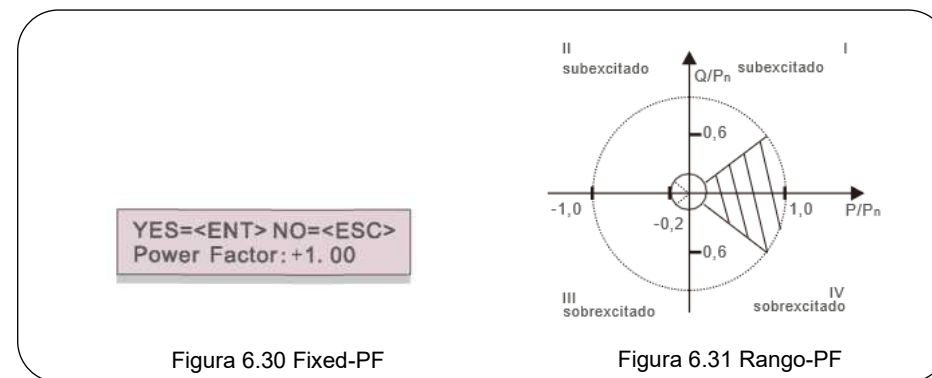 YES=<ENT> NO=<ESC>
Power Factor:+1.00
Figura 6.30 Fixed-PF
II
subexcitado
Q/Pn
subexcitado
I
0,6
-1,0
-0,2
1,0
P/Pn
0,6
III
sobrexcitado
IV
sobrexcitado
Figura 6.31 Rango-PF